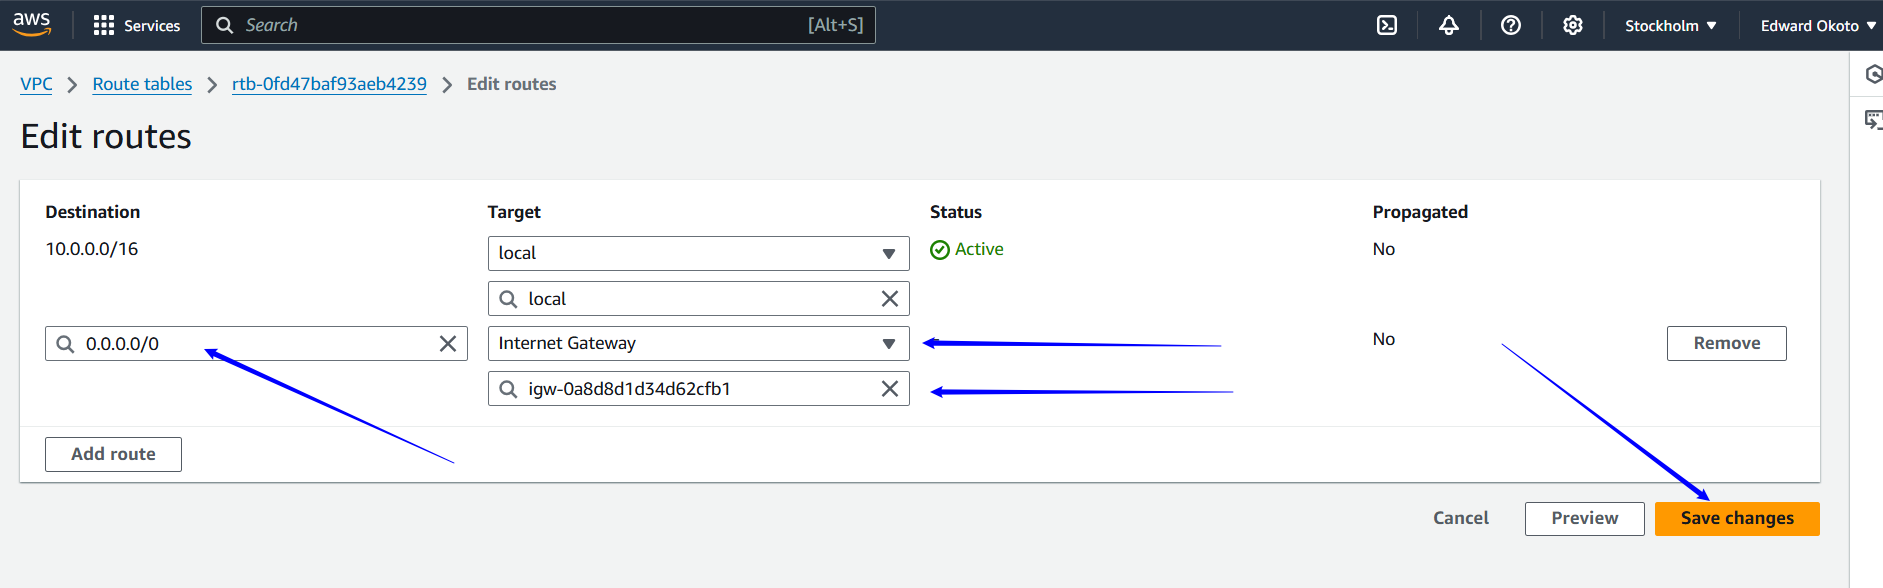 aws Services Search [Alt+S] Stockholm Edward Okoto
VPC Route tables rtb-0fd47baf93aeb4239 Edit routes
Edit routes
Destination Target Status Propagated
10.0.0.0/16 local Active No
local
0.0.0.0/0 Internet Gateway No Remove
igw-0a8d8d1d34d62cfb1
Add route
Cancel Preview Save changes